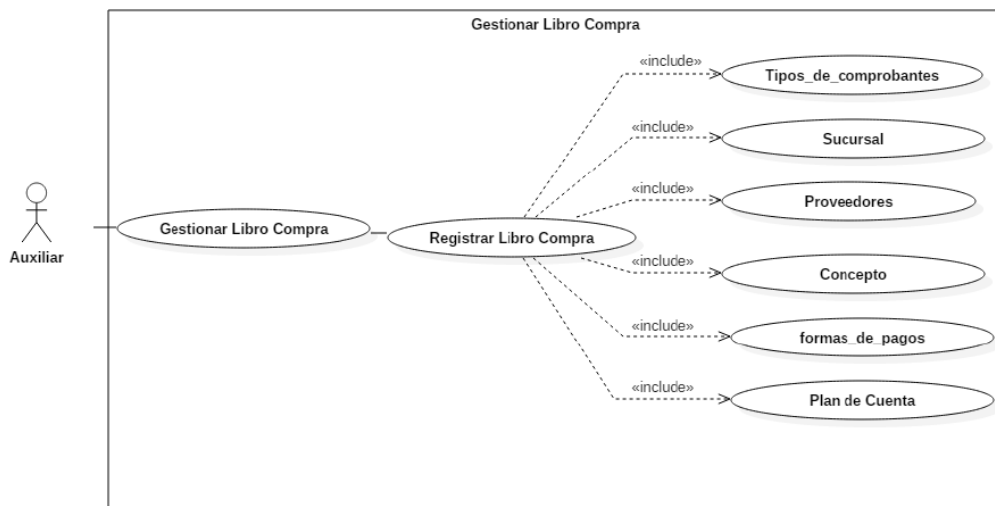 Gestionar Libro Compra
«include»
Tipos_de_comprobantes
«include»
Sucursal
«include»
Proveedores
Gestionar Libro Compra
Registrar Libro Compra
Auxiliar
«include»
Concepto
«include»
formas_de_pagos
«include»
Plan de Cuenta